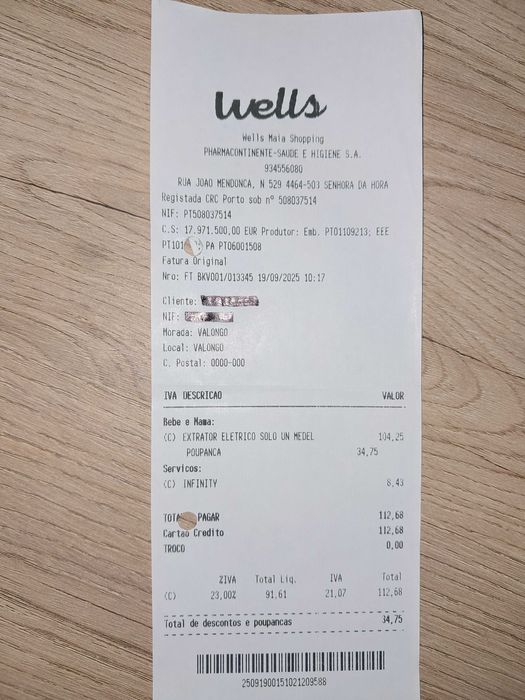 Wells
Wells Maia Shopping
PHARMACONTINENTE-SAUDE E HIGIENE S.A.
934556080
RUA JOAO MENDONCA, N 529 4464-503 SENHORA DA HORA
Registada CRC Porto sob nº 508037514
NIF: PT508037514
C.S: 17.971.500,00 EUR Produtor: Emb. PT01109213; EEE
PA PT06001508
Fatura Original
Nro: FT BKV001/013345 19/09/2025 10:17
Cliente:
NIF:
Morada: VALONGO
Local: VALONGO
C. Postal: 0000-000
IVA DESCRICAO VALOR
Bebe e Mama:
(C) EXTRATOR ELETRICO SOLO UN MEDEL 104,25
POUPANCA 34,75
Servicos:
(C) INFINITY 8,43
PAGAR 112,68
Cartao Credito 112,68
TROCO 0,00
%IVA Total Liq. IVA Total
(C) 23,00% 91,61 21,07 112,68
Total de descontos e poupancas 34,75
25091900151021209588